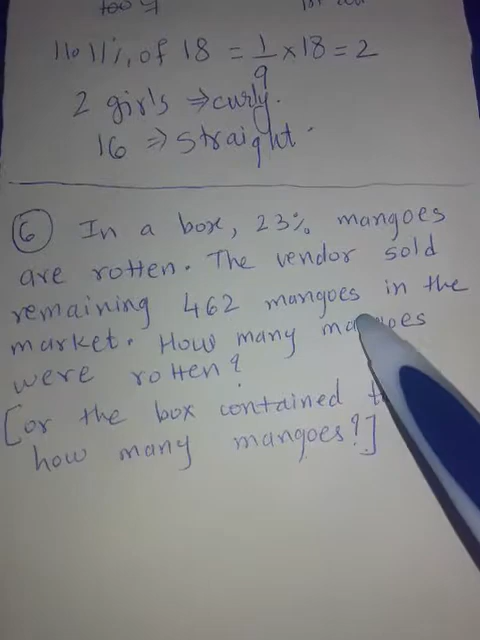 11.11%, of 18 = 1/9 × 18 = 2
2 girls ⇒ curly.
16 ⇒ straight.
6 In a box, 23% mangoes
are rotten. The vendor sold
remaining 462 mangoes in the
market. How many mangoes
were rotten?
[or the box contained
how many mangoes?]